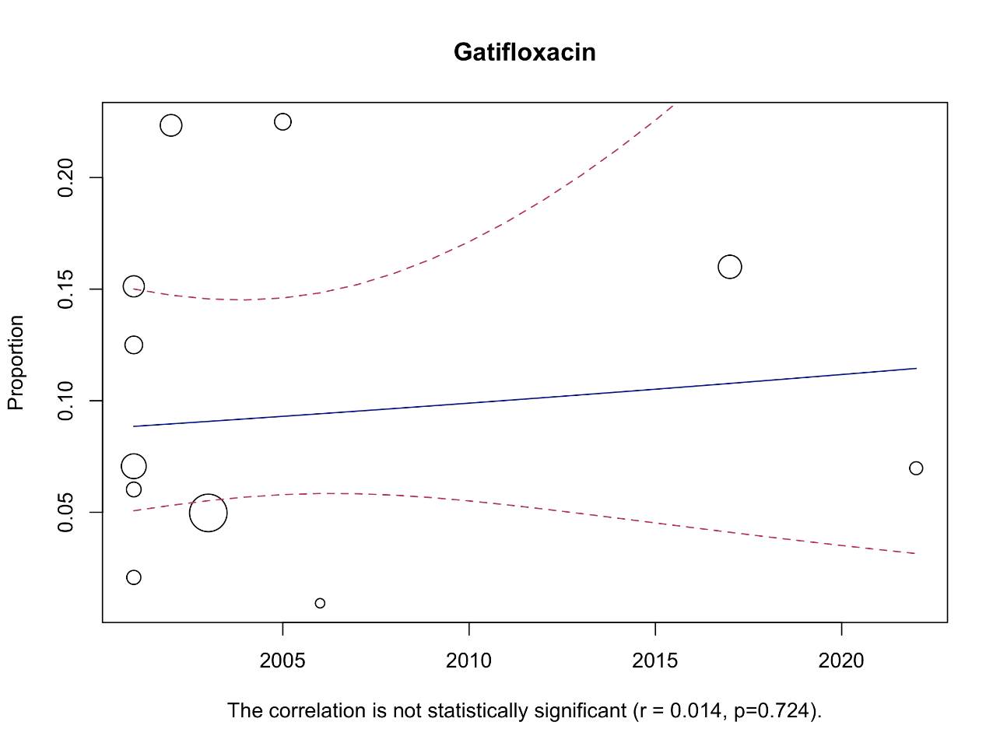 Gatifloxacin
Proportion
0.20
0.15
0.10
0.05
2005 2010 2015 2020
The correlation is not statistically significant (r = 0.014, p=0.724).